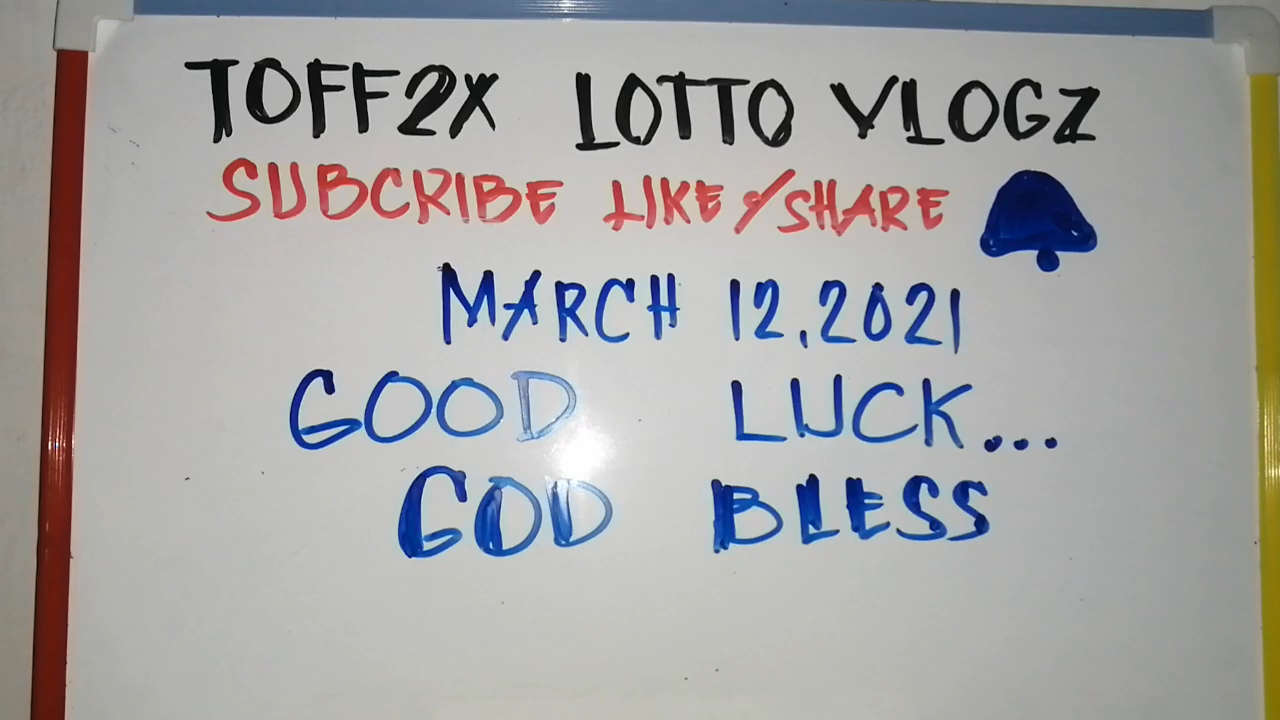 TOFF2X LOTTO VLOGZ
SUBCRIBE LIKE &/SHARE
MARCH 12,2021
GOOD LUCK...
GOD BLESS